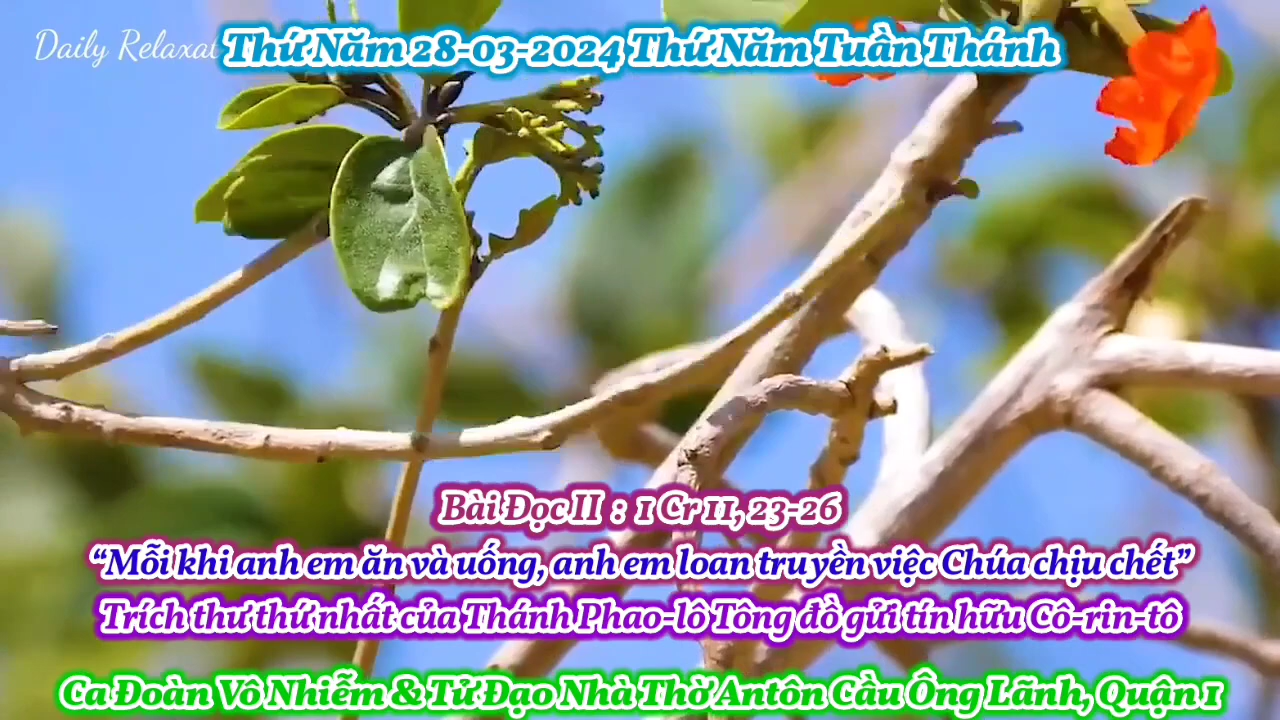 Daily Relaxat
Thứ Năm 28-03-2024 Thứ Năm Tuần Thánh
Bài Đọc II : 1 Cr 11, 23-26
“Mỗi khi anh em ăn và uống, anh em loan truyền việc Chúa chịu chết”
Trích thư thứ nhất của Thánh Phao-lô Tông đồ gửi tín hữu Cô-rin-tô
Ca Đoàn Vô Nhiễm & Tử Đạo Nhà Thờ Antôn Cầu Ông Lãnh, Quận 1